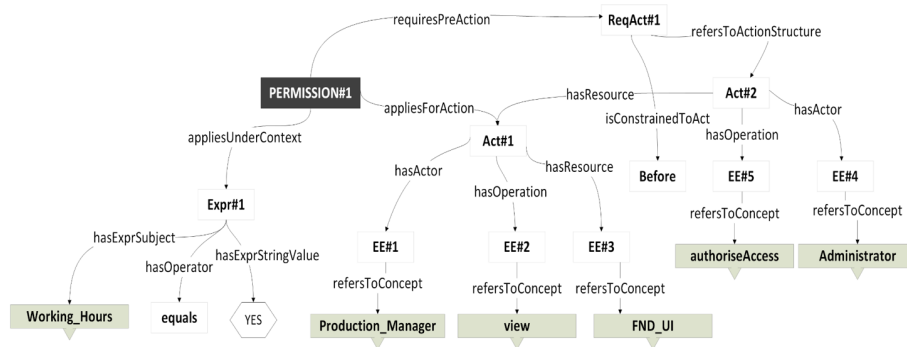 requiresPreAction
ReqAct#1
refersToActionStructure
PERMISSION#1
appliesForAction
hasResource
Act#2
isConstrainedToAct
hasOperation
hasActor
appliesUnderContext
Act#1
hasActor
hasOperation
hasResource
Before
EE#5
EE#4
Expr#1
refersToConcept
refersToConcept
hasExprSubject
hasOperator
hasExprStringValue
EE#1
EE#2
EE#3
authoriseAccess
Administrator
refersToConcept
refersToConcept
refersToConcept
Working_Hours
equals
YES
Production_Manager
view
FND_UI